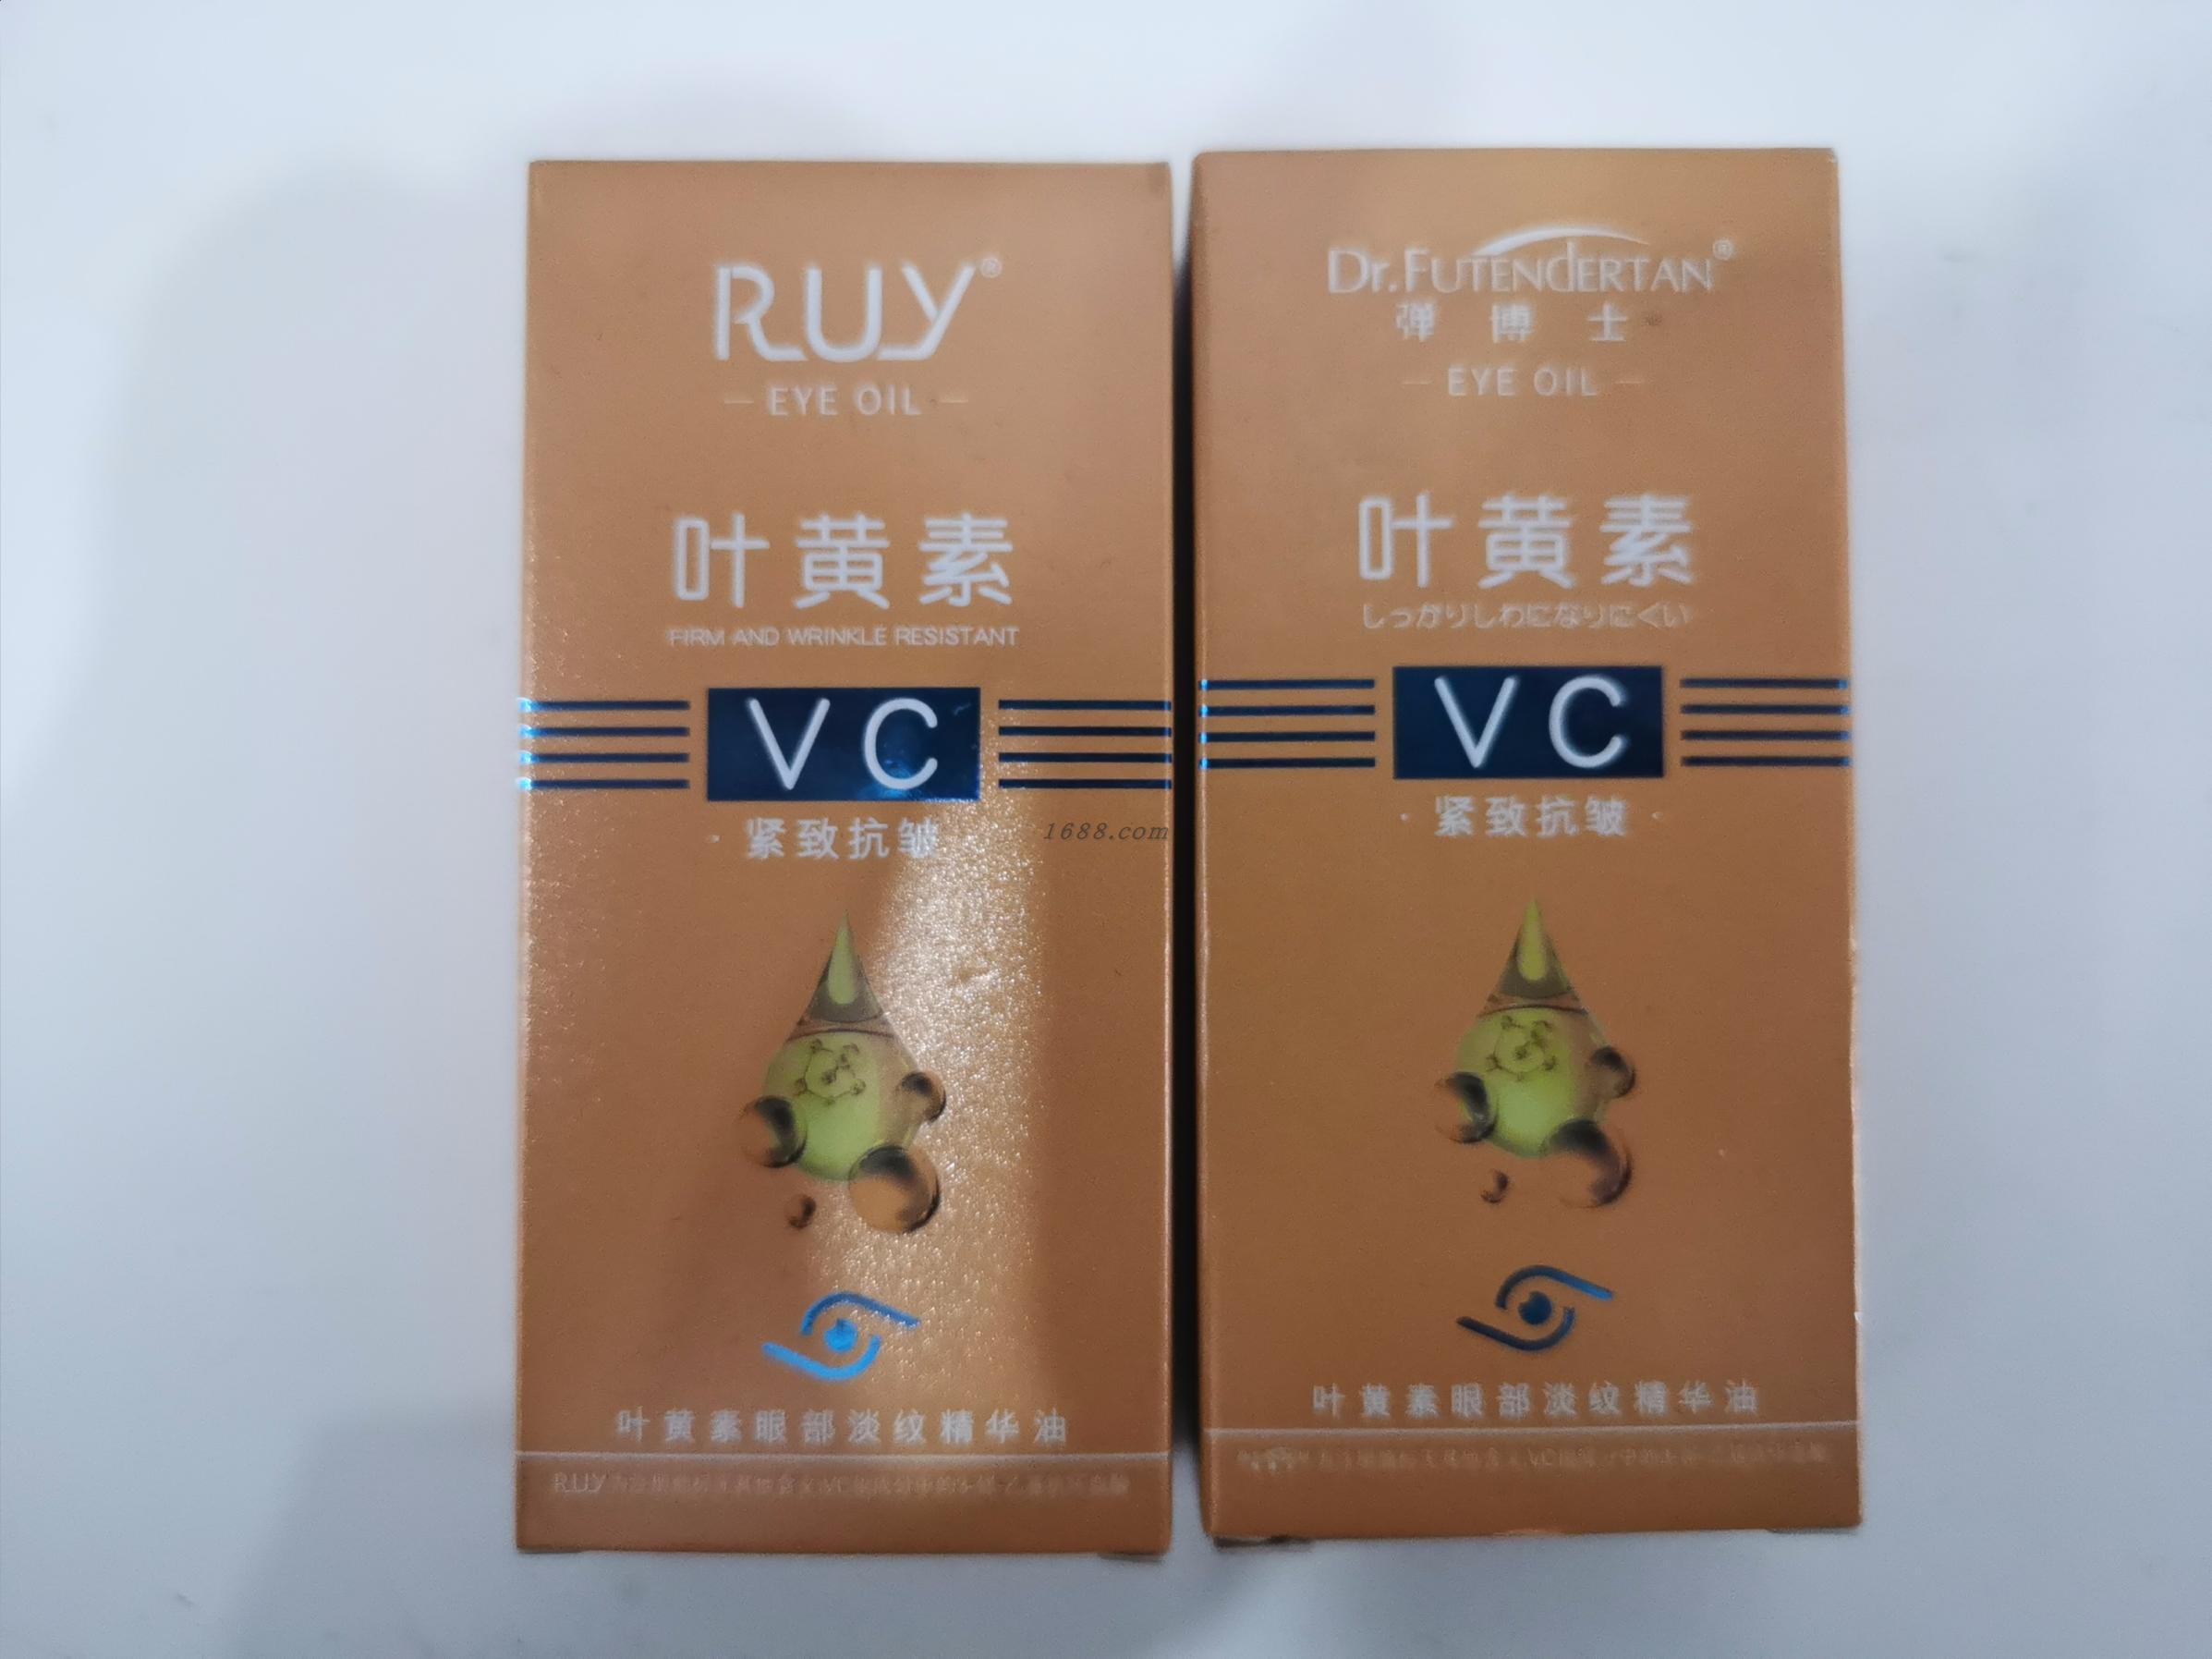 RUY®
EYE OIL
叶黄素
FIRM AND WRINKLE RESISTANT
VC
· 紧致抗皱
叶黄素眼部淡纹精华油
RUY
1688.com
Dr.FUTENDERTAN®
弹博士
EYE OIL
叶黄素
しっかりしわになりにくい
VC
· 紧致抗皱 ·
叶黄素眼部淡纹精华油